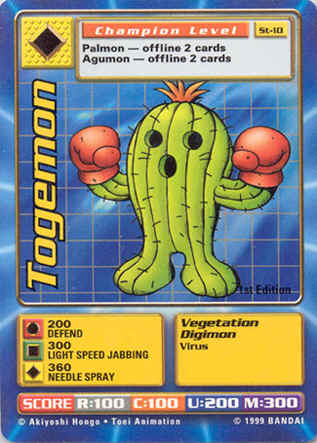 Champion Level
St-10
Palmon — offline 2 cards
Agumon — offline 2 cards
Togemon
1st Edition
200
DEFEND
300
LIGHT SPEED JABBING
360
NEEDLE SPRAY
Vegetation
Digimon
Virus
SCORE R:100 C:100 U:200 M:300
© Akiyoshi Hongo • Toei Animation © 1999 BANDAI